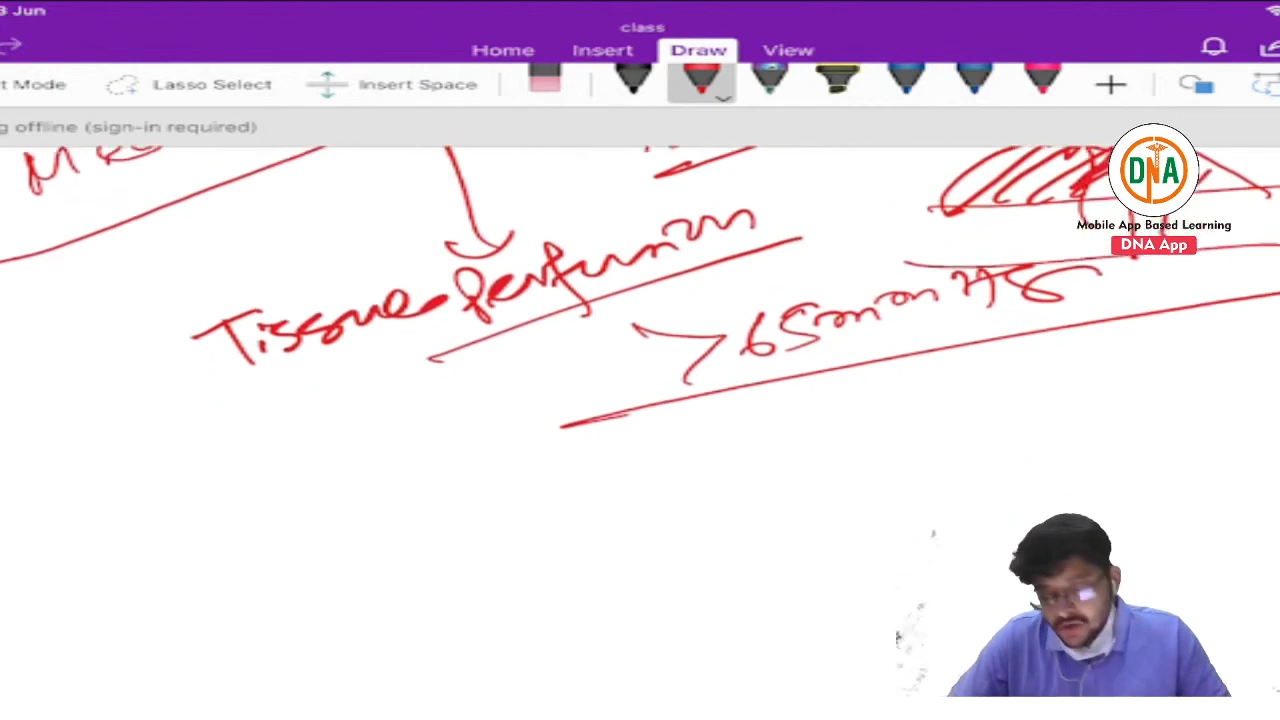 3 Jun
class
Home Insert Draw View
t Mode Lasso Select Insert Space
g offline (sign-in required)
DNA
Mobile App Based Learning
DNA App
Tissue perfusion
>65mm Hg